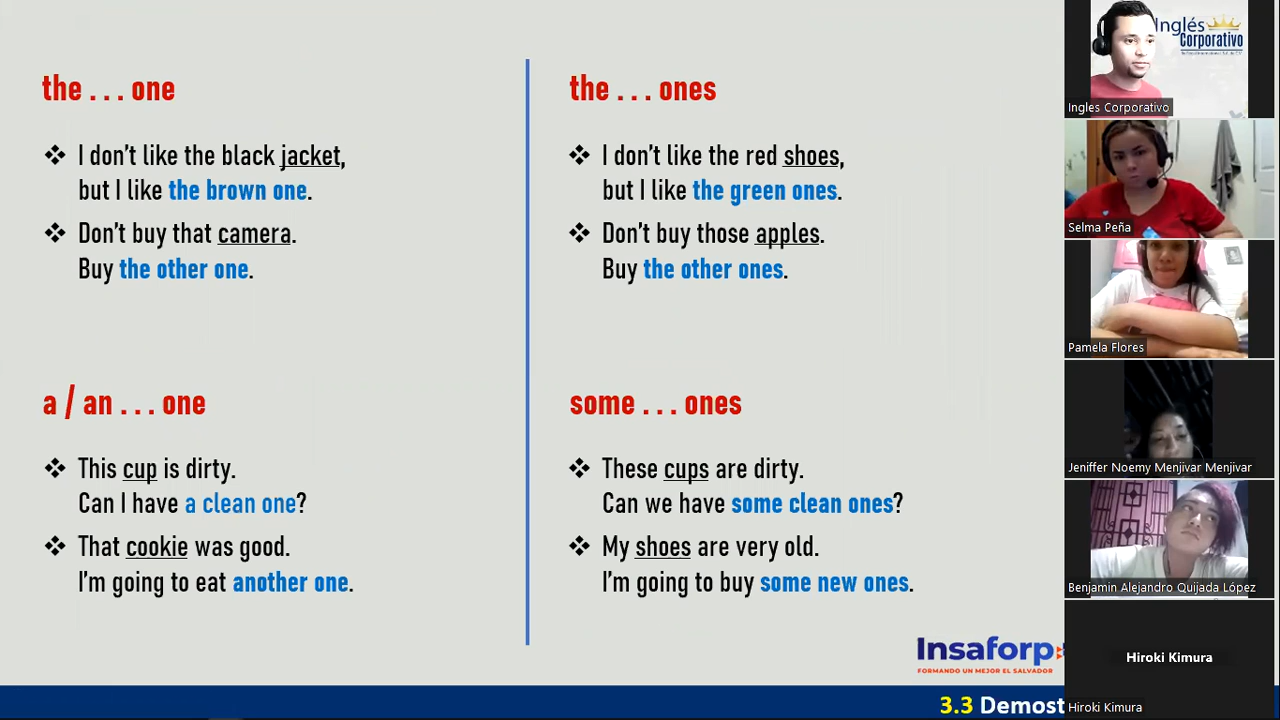 the . . . one
❖ I don't like the black jacket,
but I like the brown one.
❖ Don't buy that camera.
Buy the other one.
the . . . ones
❖ I don't like the red shoes,
but I like the green ones.
❖ Don't buy those apples.
Buy the other ones.
a / an . . . one
❖ This cup is dirty.
Can I have a clean one?
❖ That cookie was good.
I'm going to eat another one.
some . . . ones
❖ These cups are dirty.
Can we have some clean ones?
❖ My shoes are very old.
I'm going to buy some new ones.
Insaforp
FORMANDO UN MEJOR EL SALVADOR
3.3 Demost
Inglés
Corporativo
Ingles Corporativo
Selma Peña
Pamela Flores
Jeniffer Noemy Menjivar Menjivar
Benjamin Alejandro Quijada López
Hiroki Kimura
Hiroki Kimura